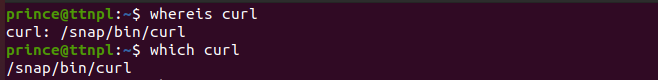 prince@ttnpl:~$ whereis curl
curl: /snap/bin/curl
prince@ttnpl:~$ which curl
/snap/bin/curl